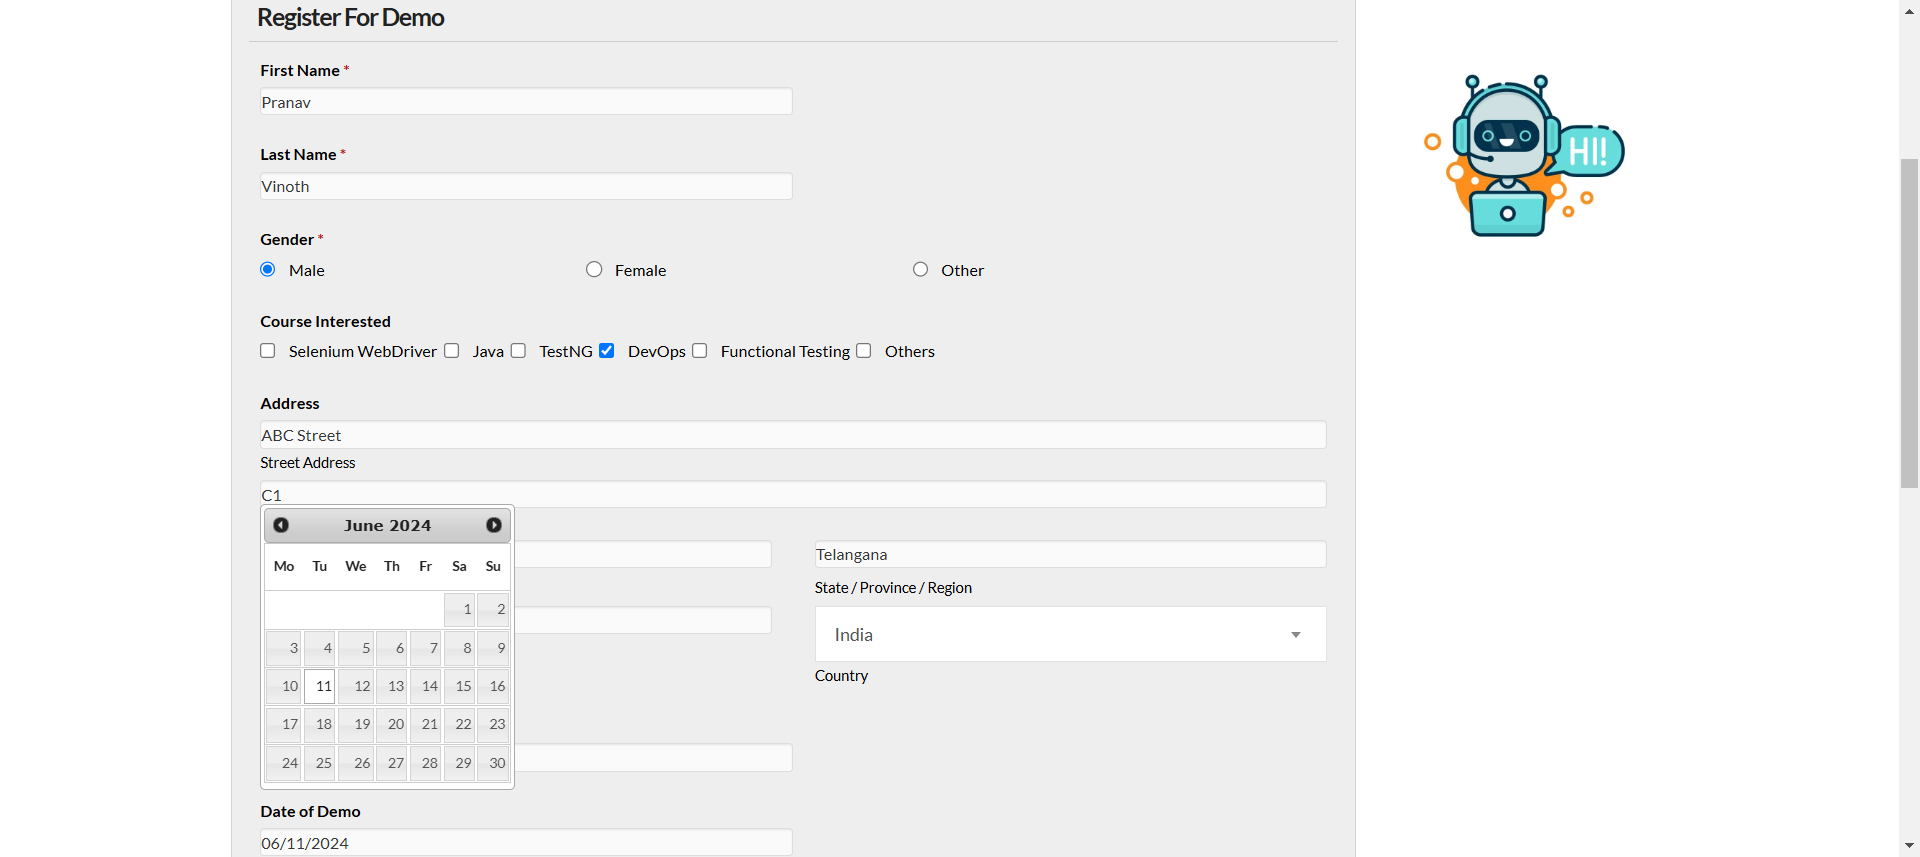 Register For Demo
First Name *
Pranav
Last Name *
Vinoth
Gender *
Male Female Other
Course Interested
Selenium WebDriver Java TestNG DevOps Functional Testing Others
Address
ABC Street
Street Address
C1
June 2024
Mo Tu We Th Fr Sa Su
1 2
3 4 5 6 7 8 9
10 11 12 13 14 15 16
17 18 19 20 21 22 23
24 25 26 27 28 29 30
Telangana
State / Province / Region
India
Country
Date of Demo
06/11/2024
HI!